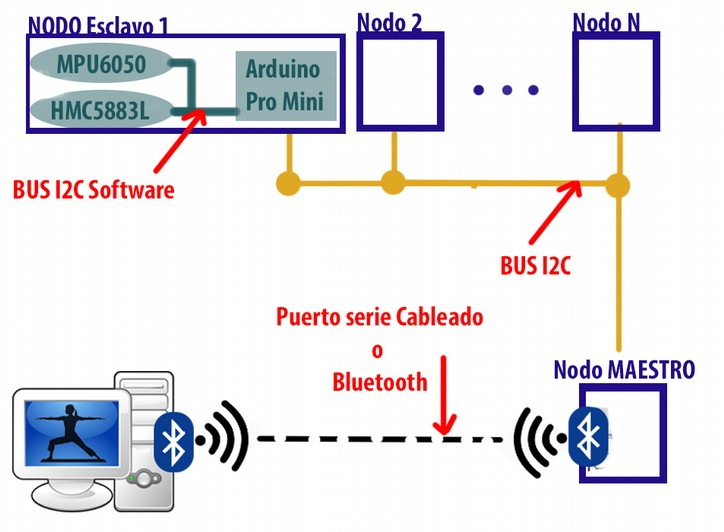 NODO Esclavo 1
Nodo 2
Nodo N
MPU6050
HMC5883L
Arduino
Pro Mini
BUS I2C Software
BUS I2C
Puerto serie Cableado
o
Bluetooth
Nodo MAESTRO